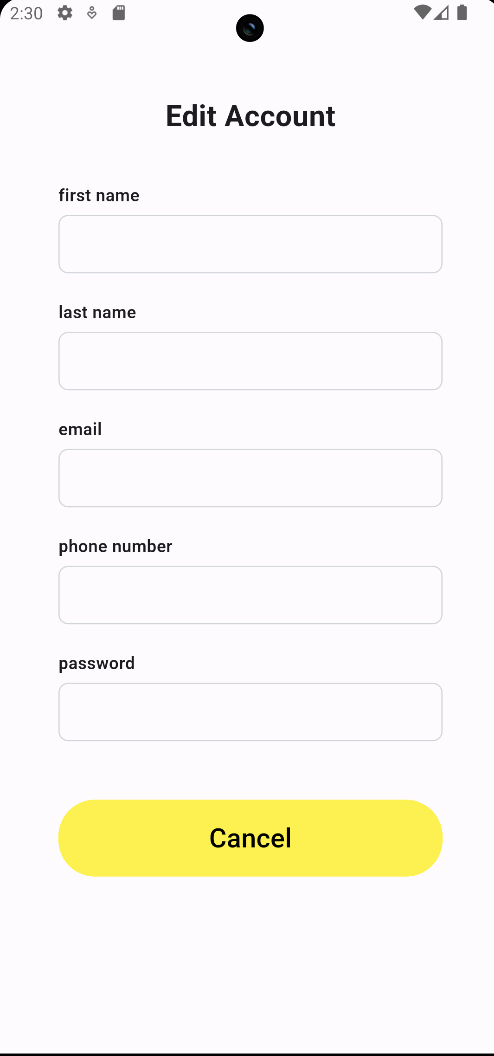 2:30
Edit Account
first name
last name
email
phone number
password
Cancel